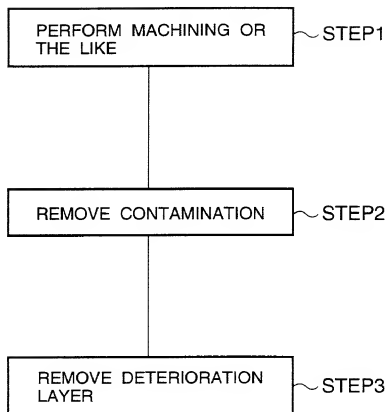 PERFORM MACHINING OR
THE LIKE
STEP1
REMOVE CONTAMINATION
STEP2
REMOVE DETERIORATION
LAYER
STEP3